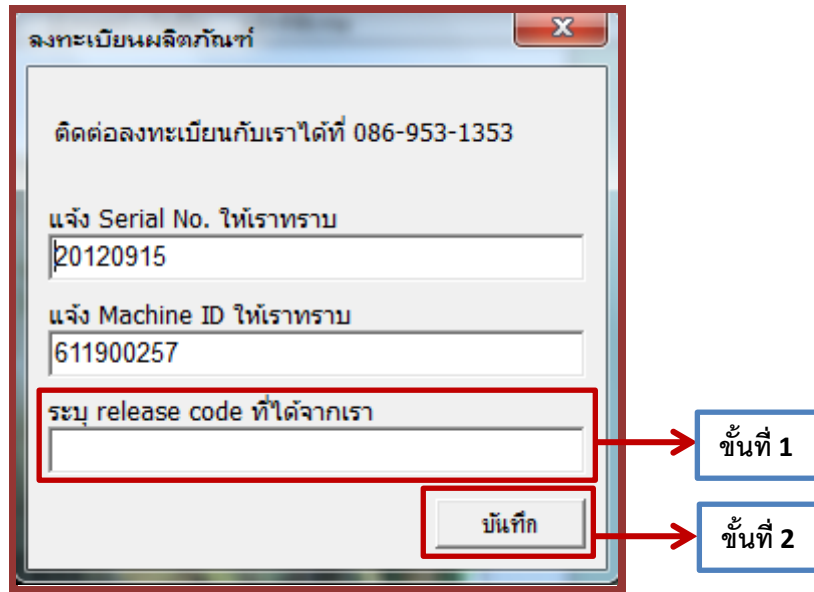 ลงทะเบียนผลิตภัณฑ์
ติดต่อลงทะเบียนกับเราได้ที่ 086-953-1353
แจ้ง Serial No. ให้เราทราบ
20120915
แจ้ง Machine ID ให้เราทราบ
611900257
ระบุ release code ที่ได้จากเรา
ขั้นที่ 1
บันทึก
ขั้นที่ 2